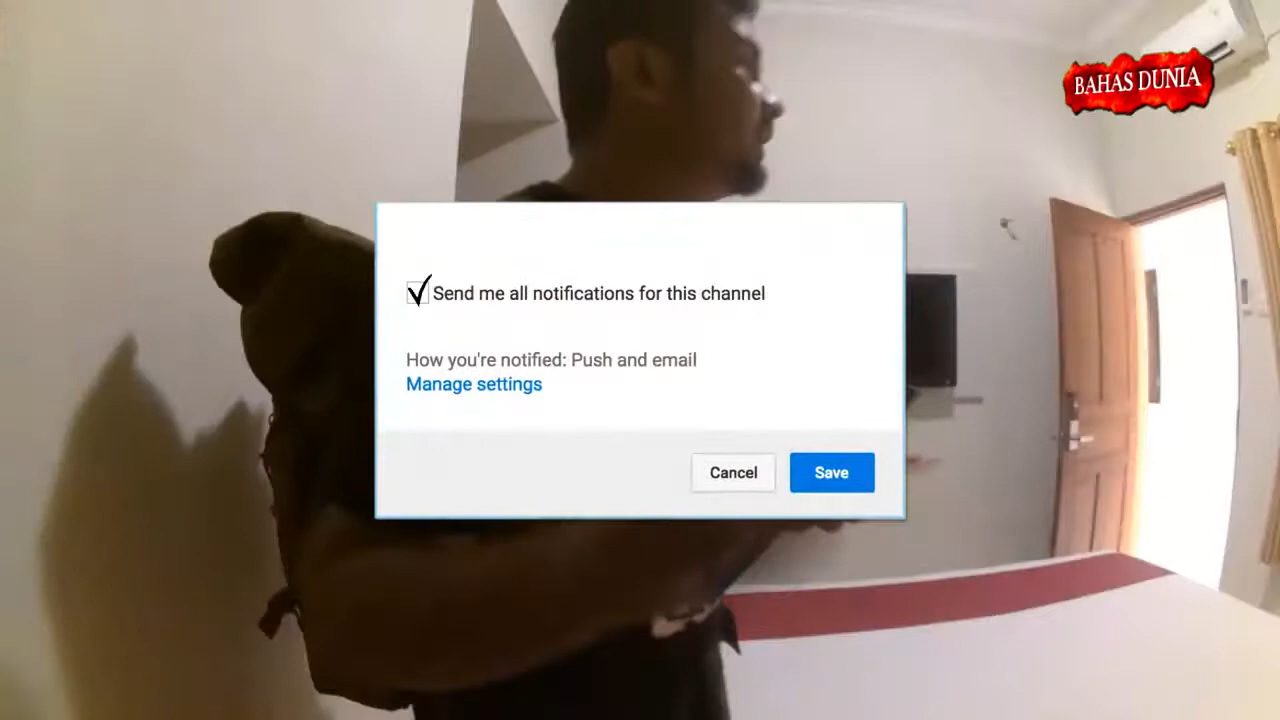 BAHAS DUNIA
Send me all notifications for this channel
How you're notified: Push and email
Manage settings
Cancel
Save